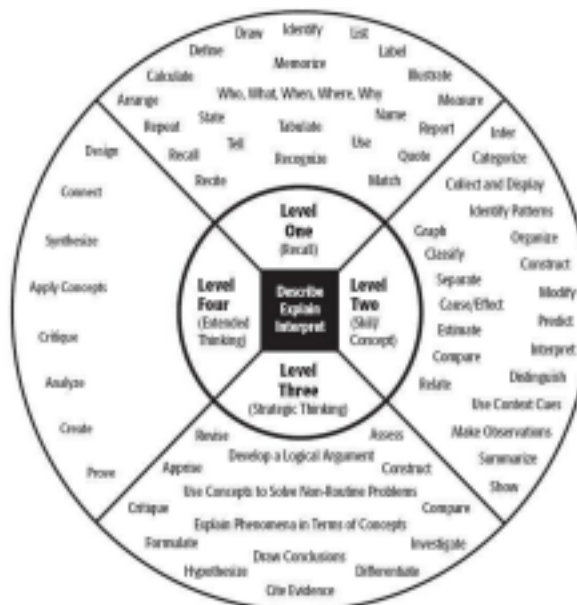 Draw
Identify
List
Define
Label
Memorize
Calculate
Illustrate
Who, What, When, Where, Why
Arrange
Measure
State
Name
Repeat
Tabulate
Report
Tell
Use
Recall
Recognize
Quote
Recite
Match
Level
One
(Recall)
Infer
Categorize
Collect and Display
Identify Patterns
Graph
Organize
Classify
Construct
Separate
Modify
Cause/Effect
Predict
Estimate
Interpret
Compare
Distinguish
Relate
Use Context Cues
Make Observations
Summarize
Show
Level
Two
(Skill/
Concept)
Describe
Explain
Interpret
Level
Three
(Strategic Thinking)
Revise
Assess
Develop a Logical Argument
Apprise
Construct
Use Concepts to Solve Non-Routine Problems
Critique
Compare
Explain Phenomena in Terms of Concepts
Formulate
Investigate
Draw Conclusions
Hypothesize
Differentiate
Cite Evidence
Level
Four
(Extended
Thinking)
Design
Connect
Synthesize
Apply Concepts
Critique
Analyze
Create
Prove